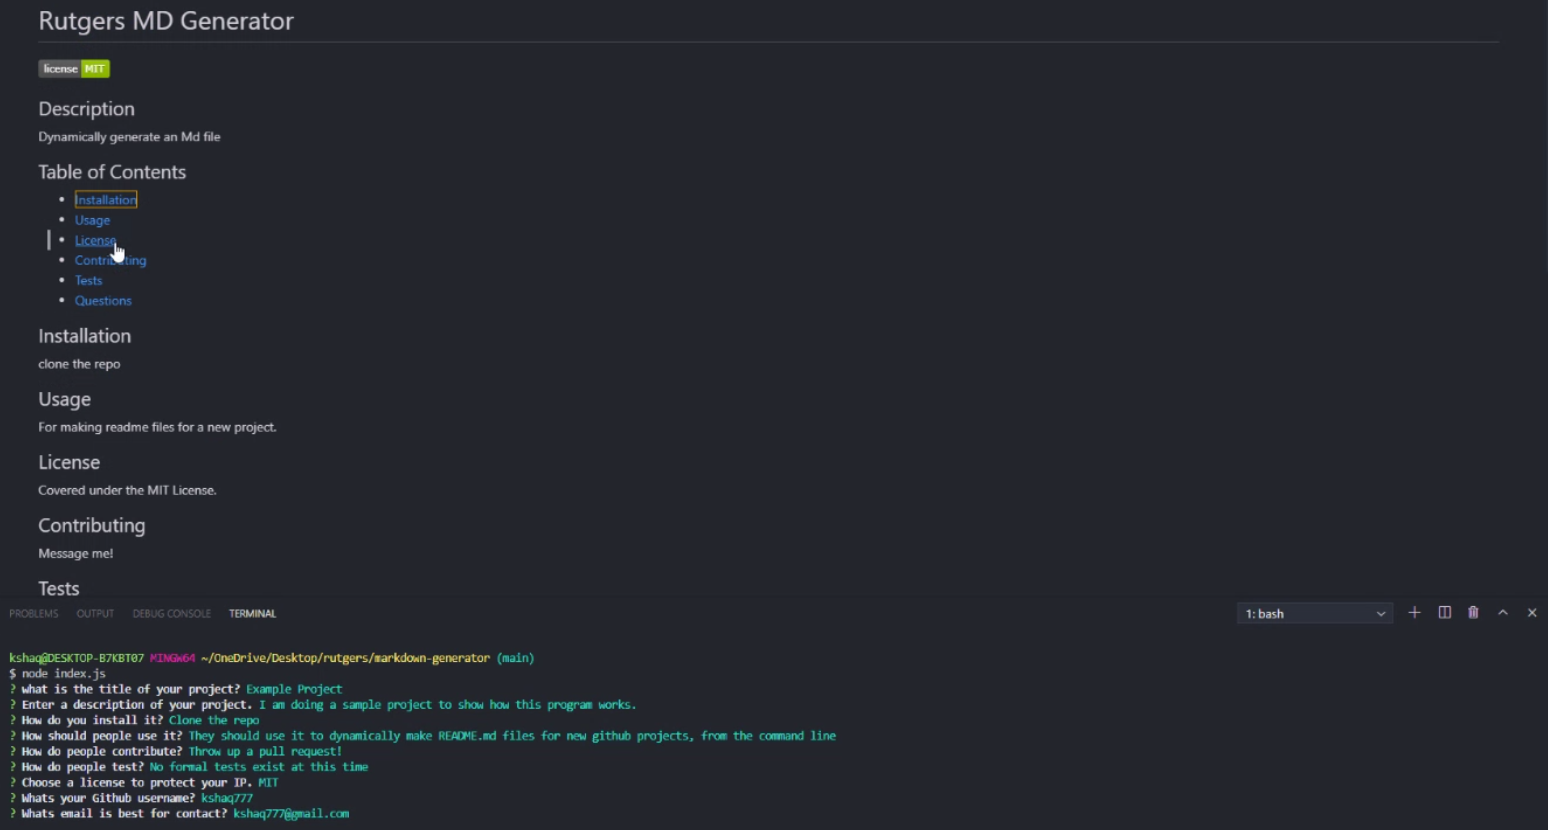 Rutgers MD Generator
license MIT
Description
Dynamically generate an Md file
Table of Contents
Installation
Usage
License
Contributing
Tests
Questions
Installation
clone the repo
Usage
For making readme files for a new project.
License
Covered under the MIT License.
Contributing
Message me!
Tests
PROBLEMS OUTPUT DEBUG CONSOLE TERMINAL 1: bash
kshaq@DESKTOP-B7KBT07 MINGW64 ~/OneDrive/Desktop/rutgers/markdown-generator (main)
$ node index.js
? what is the title of your project? Example Project
? Enter a description of your project. I am doing a sample project to show how this program works.
? How do you install it? Clone the repo
? How should people use it? They should use it to dynamically make README.md files for new github projects, from the command line
? How do people contribute? Throw up a pull request!
? How do people test? No formal tests exist at this time
? Choose a license to protect your IP. MIT
? Whats your Github username? kshaq777
? Whats email is best for contact? kshaq777@gmail.com